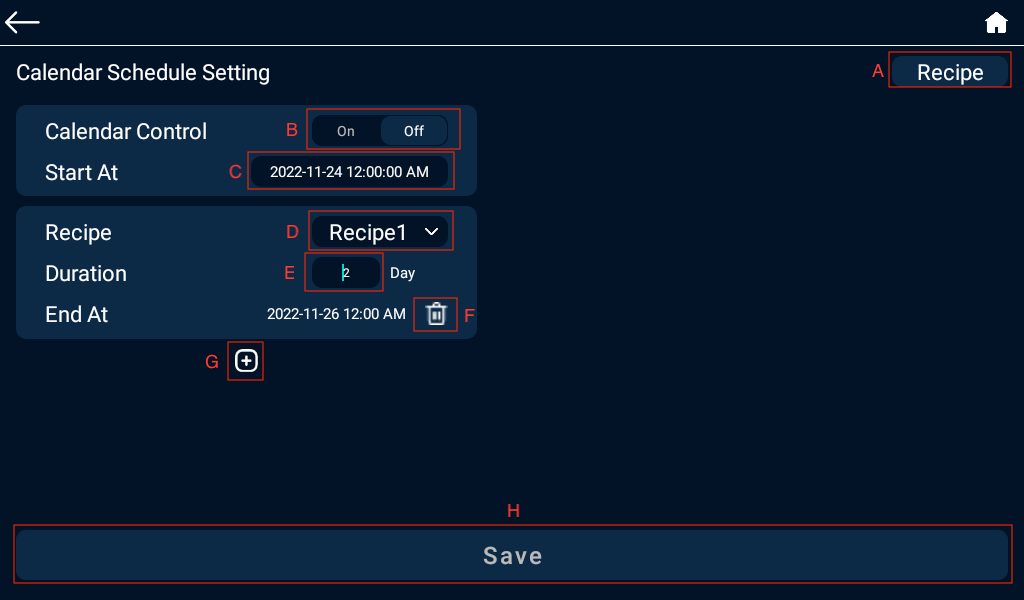 Calendar Schedule Setting
A Recipe
Calendar Control B On Off
Start At C 2022-11-24 12:00:00 AM
Recipe D Recipe1
Duration E 2 Day
End At 2022-11-26 12:00 AM F
G
H
Save